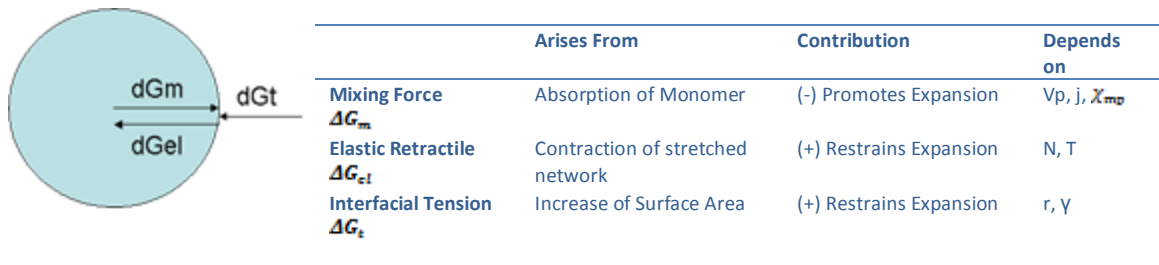 dGm
dGt
dGel
Arises From Contribution Depends on
Mixing Force Absorption of Monomer (-) Promotes Expansion Vp, j, χmp
ΔGm
Elastic Retractile Contraction of stretched (+) Restrains Expansion N, T
ΔGel network
Interfacial Tension Increase of Surface Area (+) Restrains Expansion r, γ
ΔGt